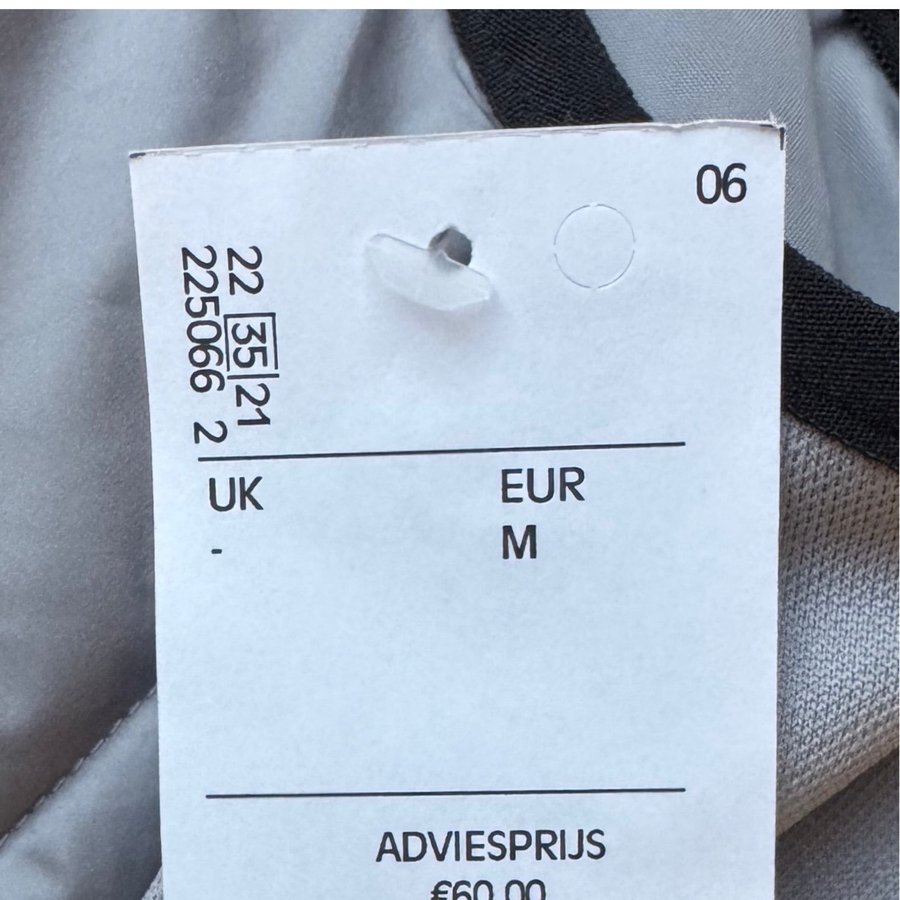 06
22 35 21
225066 2
UK EUR
- M
ADVIESPRIJS
€60.00